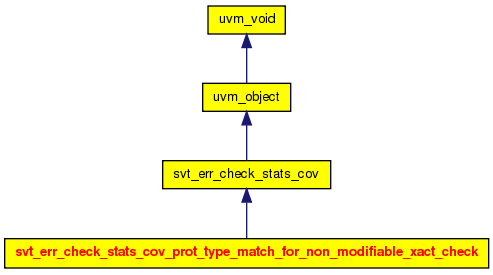 uvm_void
uvm_object
svt_err_check_stats_cov
svt_err_check_stats_cov_prot_type_match_for_non_modifiable_xact_check